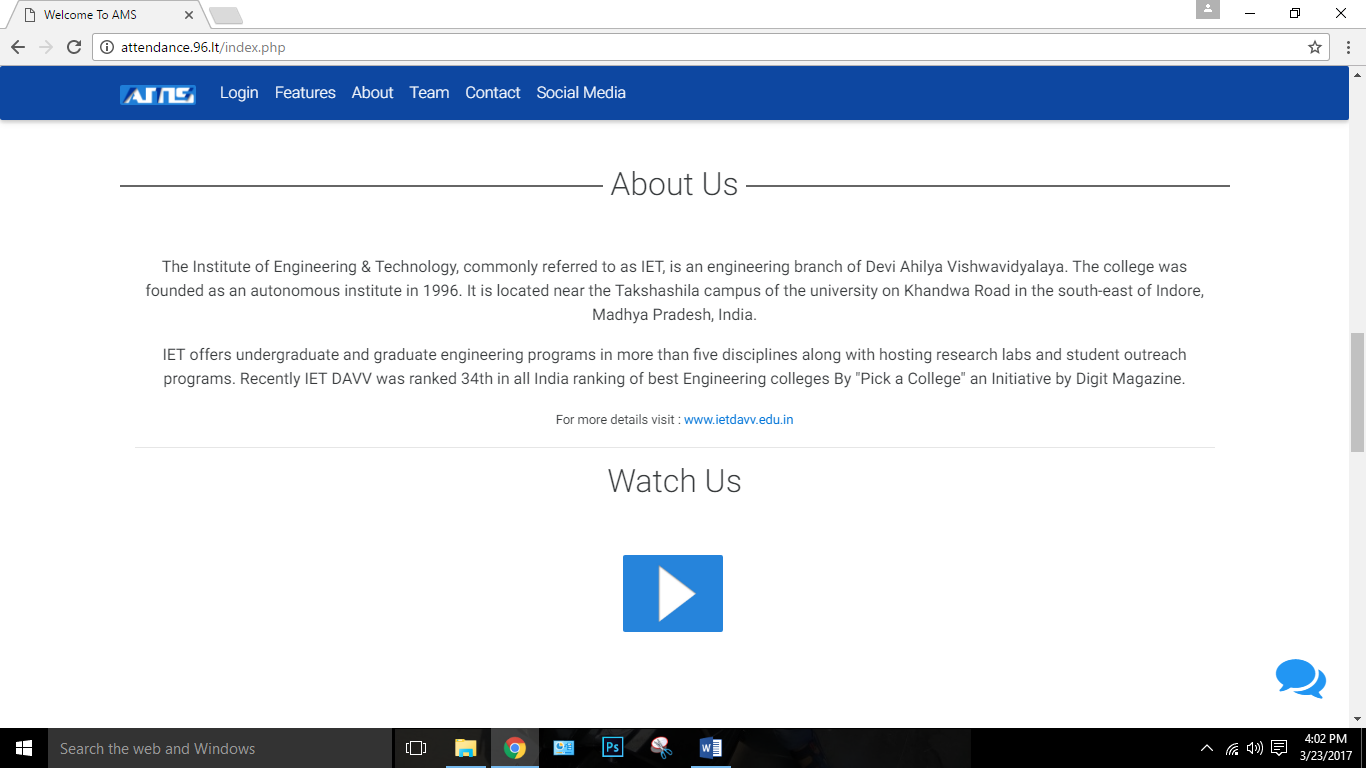 Welcome To AMS
attendance.96.lt/index.php
AMS Login Features About Team Contact Social Media
About Us
The Institute of Engineering & Technology, commonly referred to as IET, is an engineering branch of Devi Ahilya Vishwavidyalaya. The college was
founded as an autonomous institute in 1996. It is located near the Takshashila campus of the university on Khandwa Road in the south-east of Indore,
Madhya Pradesh, India.
IET offers undergraduate and graduate engineering programs in more than five disciplines along with hosting research labs and student outreach
programs. Recently IET DAVV was ranked 34th in all India ranking of best Engineering colleges By "Pick a College" an Initiative by Digit Magazine.
For more details visit : www.ietdavv.edu.in
Watch Us
Search the web and Windows
Ps
W
4:02 PM
3/23/2017